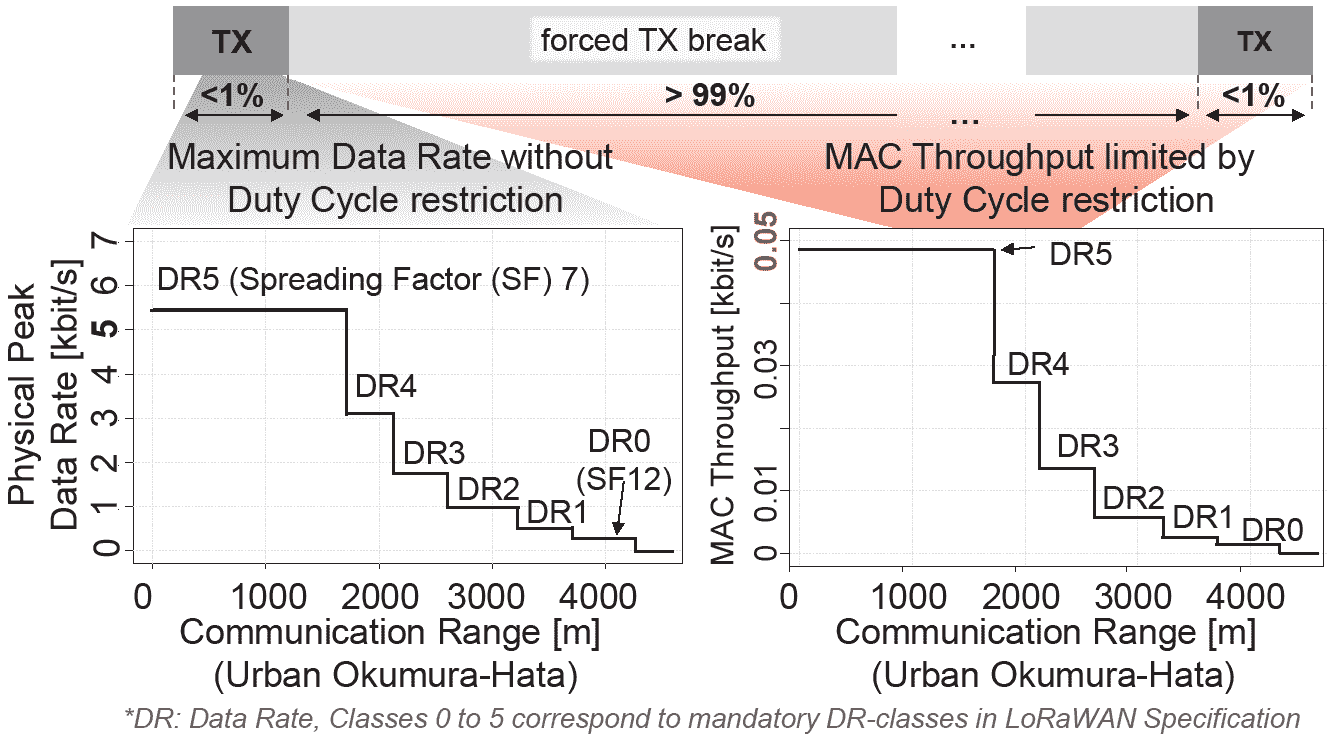 TX
forced TX break
...
TX
<1%
> 99%
...
<1%
Maximum Data Rate without
Duty Cycle restriction
MAC Throughput limited by
Duty Cycle restriction
Physical Peak
Data Rate [kbit/s]
7
6
5
4
3
2
1
0
DR5 (Spreading Factor (SF) 7)
DR4
DR3
DR2
DR1
DR0
(SF12)
0
1000
2000
3000
4000
Communication Range [m]
(Urban Okumura-Hata)
MAC Throughput [kbit/s]
0.05
0.03
0.01
0
DR5
DR4
DR3
DR2
DR1
DR0
0
1000
2000
3000
4000
Communication Range [m]
(Urban Okumura-Hata)
*DR: Data Rate, Classes 0 to 5 correspond to mandatory DR-classes in LoRaWAN Specification